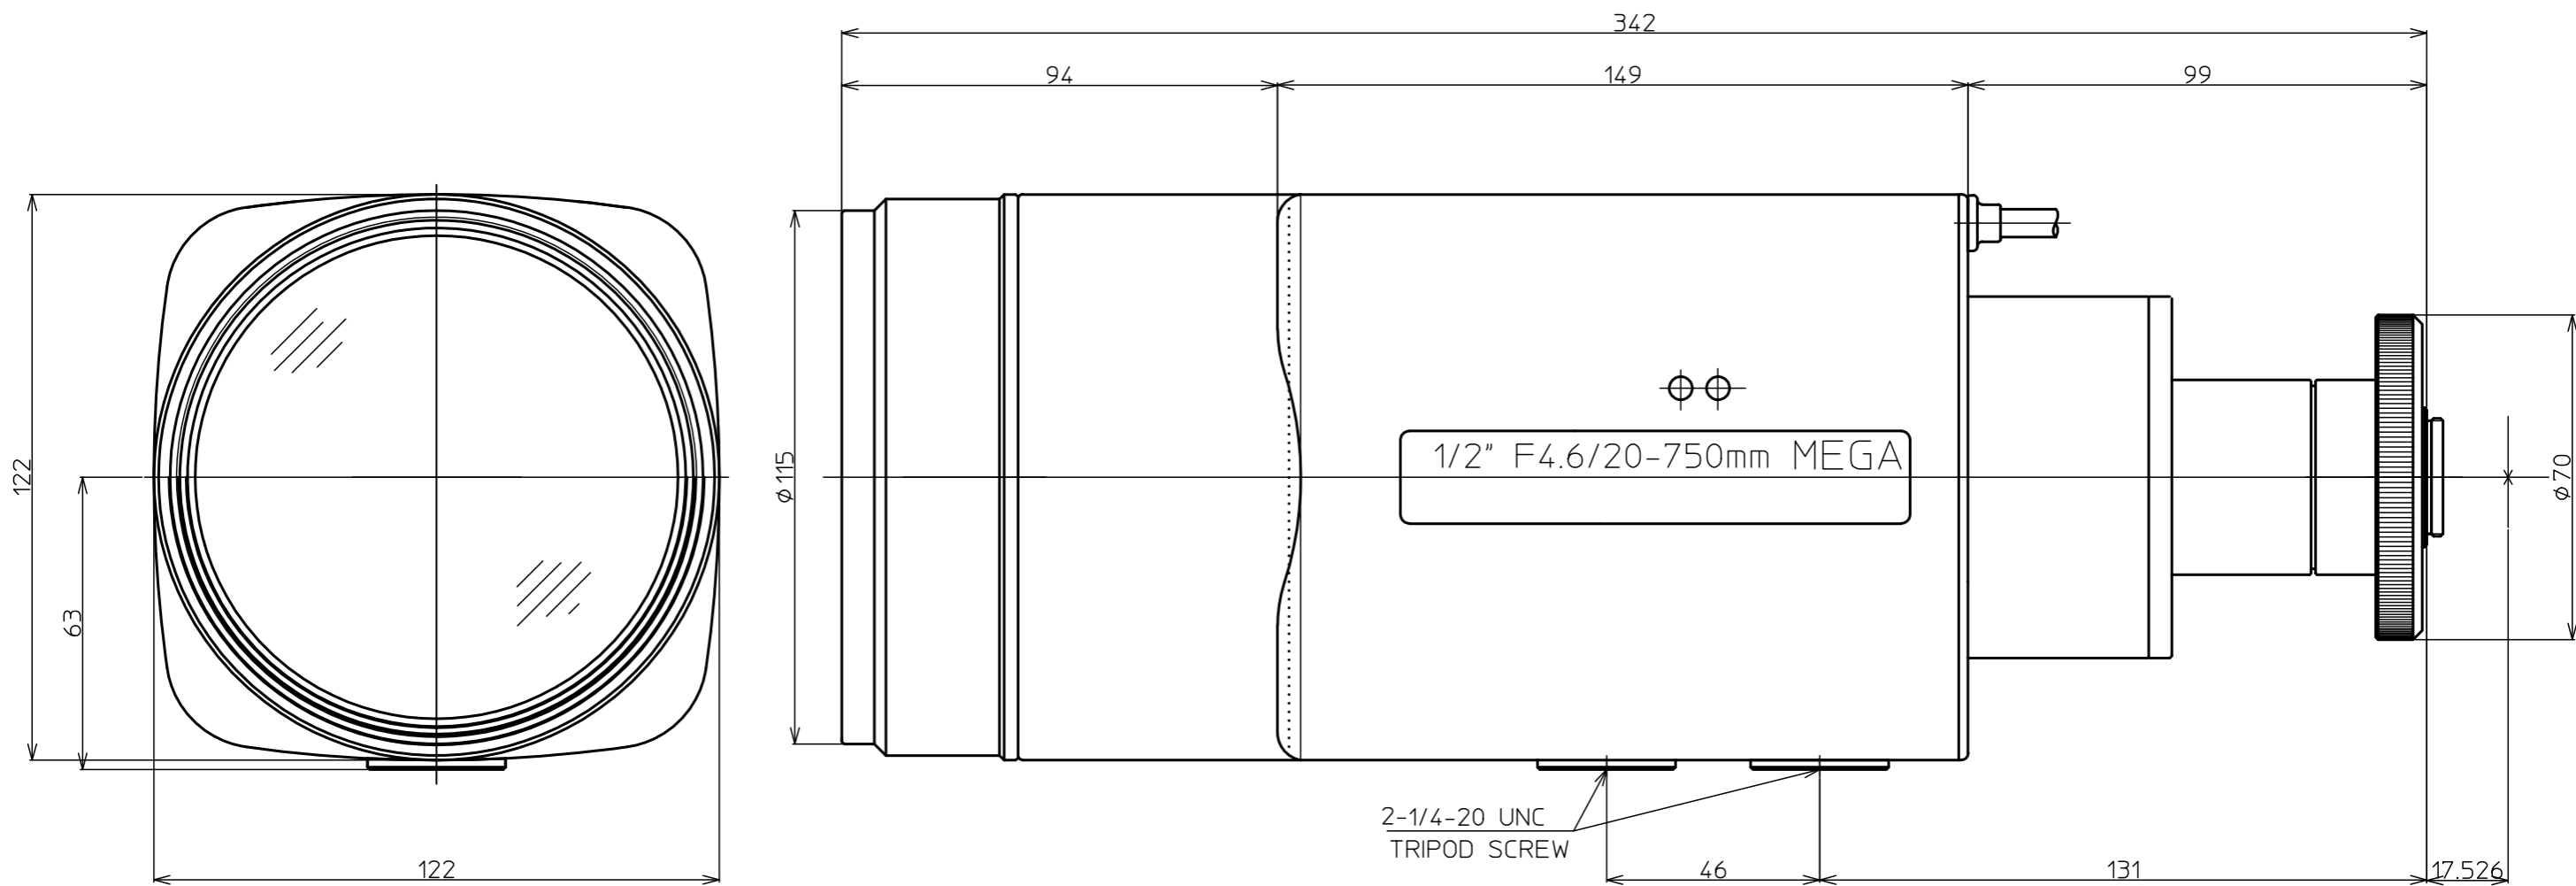 342
94
149
99
122
63
122
φ115
1/2" F4.6/20-750mm MEGA
φ70
2-1/4-20 UNC
TRIPOD SCREW
46
131
17.526